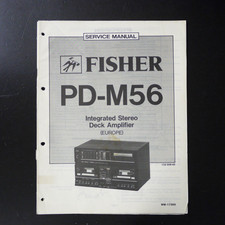 SERVICE MANUAL
FISHER
PD-M56
Integrated Stereo
Deck Amplifier
(EUROPE)